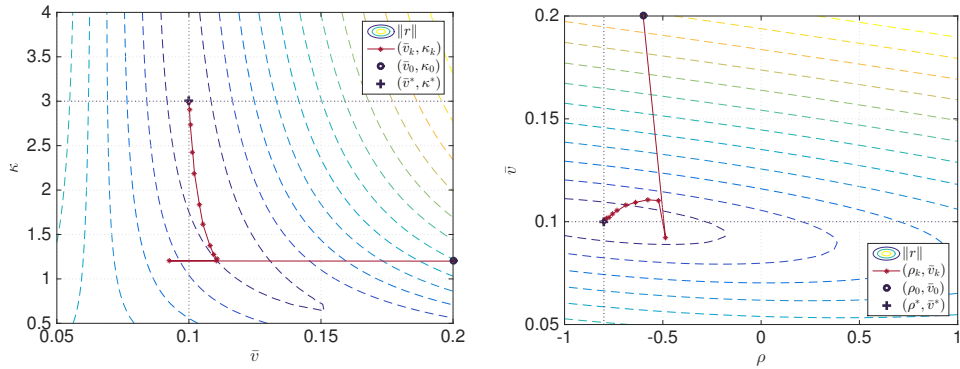 4
3.5
3
2.5
2
1.5
1
0.5
κ
0.05
0.1
0.15
0.2
v̄
‖r‖
(v̄ₖ, κₖ)
(v̄₀, κ₀)
(v̄*, κ*)
0.2
0.15
0.1
0.05
v̄
-1
-0.5
0
0.5
1
ρ
‖r‖
(ρₖ, v̄ₖ)
(ρ₀, v̄₀)
(ρ*, v̄*)